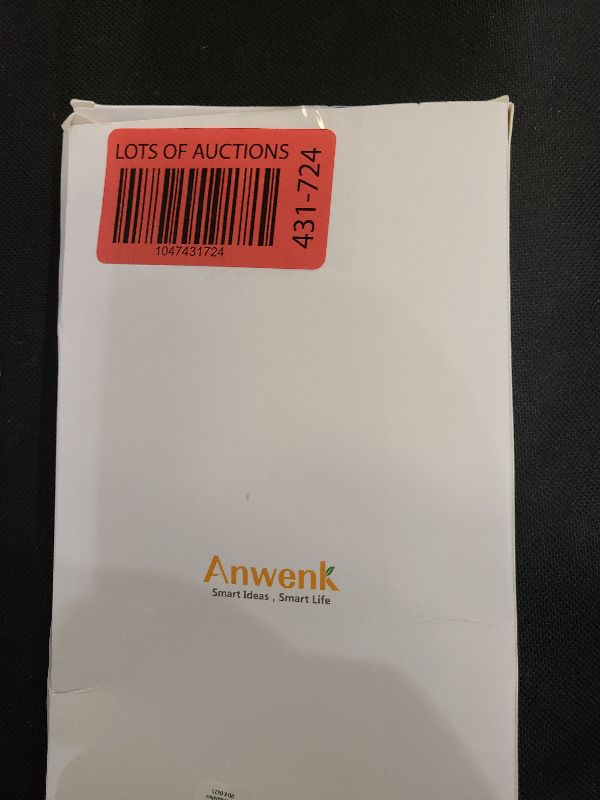 LOTS OF AUCTIONS
1047431724
431-724
Anwenk
Smart Ideas , Smart Life